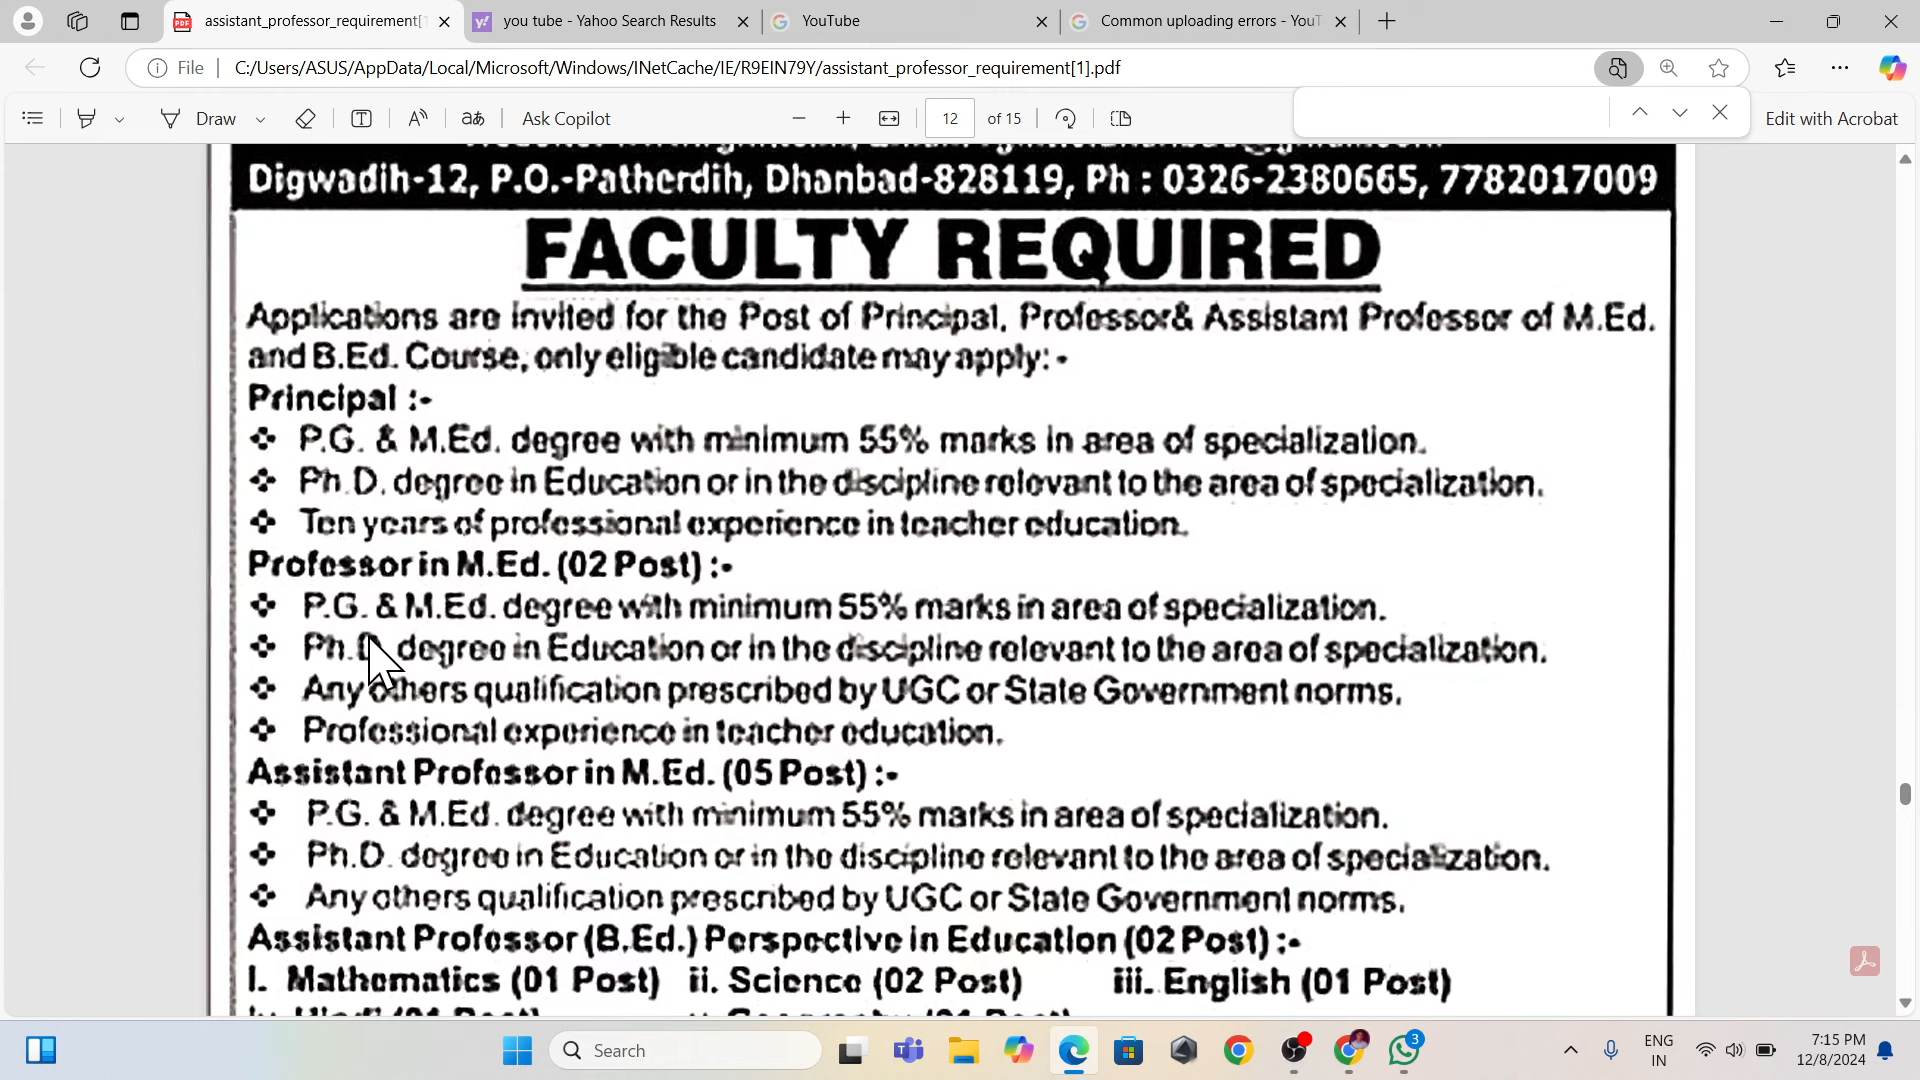 assistant_professor_requirement[1
you tube - Yahoo Search Results
YouTube
Common uploading errors - YouT
File
C:/Users/ASUS/AppData/Local/Microsoft/Windows/INetCache/IE/R9EIN79Y/assistant_professor_requirement[1].pdf
Draw
Ask Copilot
12 of 15
Edit with Acrobat
Digwadih-12, P.O.-Patherdih, Dhanbad-828119, Ph : 0326-2380665, 7782017009
FACULTY REQUIRED
Applications are invited for the Post of Principal, Professor& Assistant Professor of M.Ed.
and B.Ed. Course, only eligible candidate may apply:-
Principal :-
❖ P.G. & M.Ed. degree with minimum 55% marks in area of specialization.
❖ Ph.D. degree in Education or in the discipline relevant to the area of specialization.
❖ Ten years of professional experience in teacher education.
Professor in M.Ed. (02 Post) :-
❖ P.G. & M.Ed. degree with minimum 55% marks in area of specialization.
❖ Ph.D. degree in Education or in the discipline relevant to the area of specialization.
❖ Any others qualification prescribed by UGC or State Government norms.
❖ Professional experience in teacher education.
Assistant Professor in M.Ed. (05 Post) :-
❖ P.G. & M.Ed. degree with minimum 55% marks in area of specialization.
❖ Ph.D. degree in Education or in the discipline relevant to the area of specialization.
❖ Any others qualification prescribed by UGC or State Government norms.
Assistant Professor (B.Ed.) Perspective in Education (02 Post) :-
i. Mathematics (01 Post) ii. Science (02 Post) iii. English (01 Post)
Search
3
ENG
IN
7:15 PM
12/8/2024